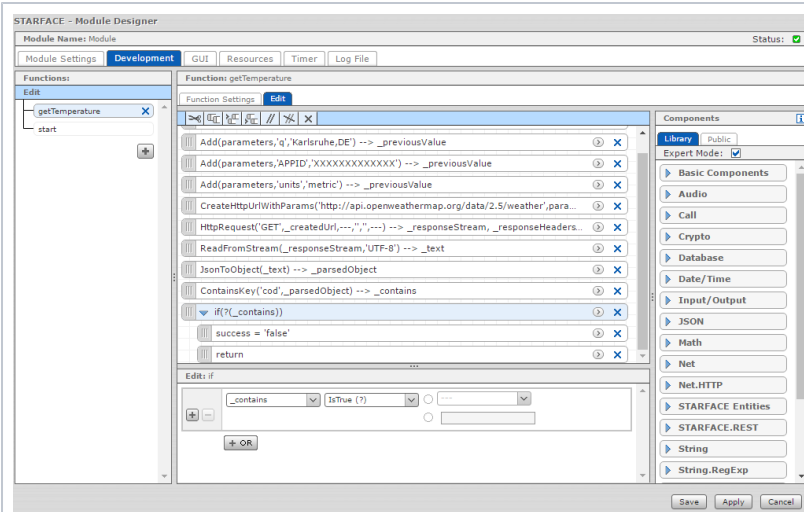 STARFACE - Module Designer
Module Name: Module
Status:
Module Settings
Development
GUI
Resources
Timer
Log File
Functions:
Edit
getTemperature
start
Function: getTemperature
Function Settings
Edit
Add(parameters,'q','Karlsruhe,DE') --> _previousValue
Add(parameters,'APPID','XXXXXXXXXXXXX') --> _previousValue
Add(parameters,'units','metric') --> _previousValue
CreateHttpUrlWithParams('http://api.openweathermap.org/data/2.5/weather',para...
HttpRequest('GET',_createdUrl,---,'','',---) --> _responseStream, _responseHeaders...
ReadFromStream(_responseStream,'UTF-8') --> _text
JsonToObject(_text) --> _parsedObject
ContainsKey('cod',_parsedObject) --> _contains
if(?(_contains))
success = 'false'
return
Edit: if
_contains
IsTrue (?)
---
+ OR
Components
Library
Public
Expert Mode:
Basic Components
Audio
Call
Crypto
Database
Date/Time
Input/Output
JSON
Math
Net
Net.HTTP
STARFACE Entities
STARFACE.REST
String
String.RegExp
Save
Apply
Cancel